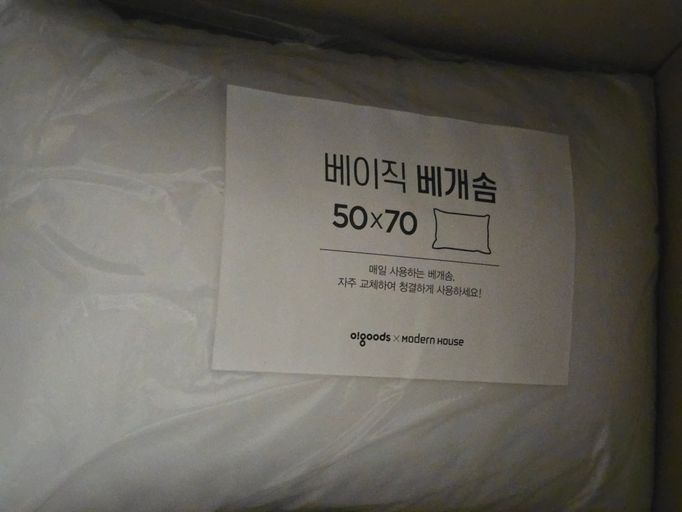 베이직 베개솜
50x70
매일 사용하는 베개솜,
자주 교체하여 청결하게 사용하세요!
o!goods x MODERN HOUSE